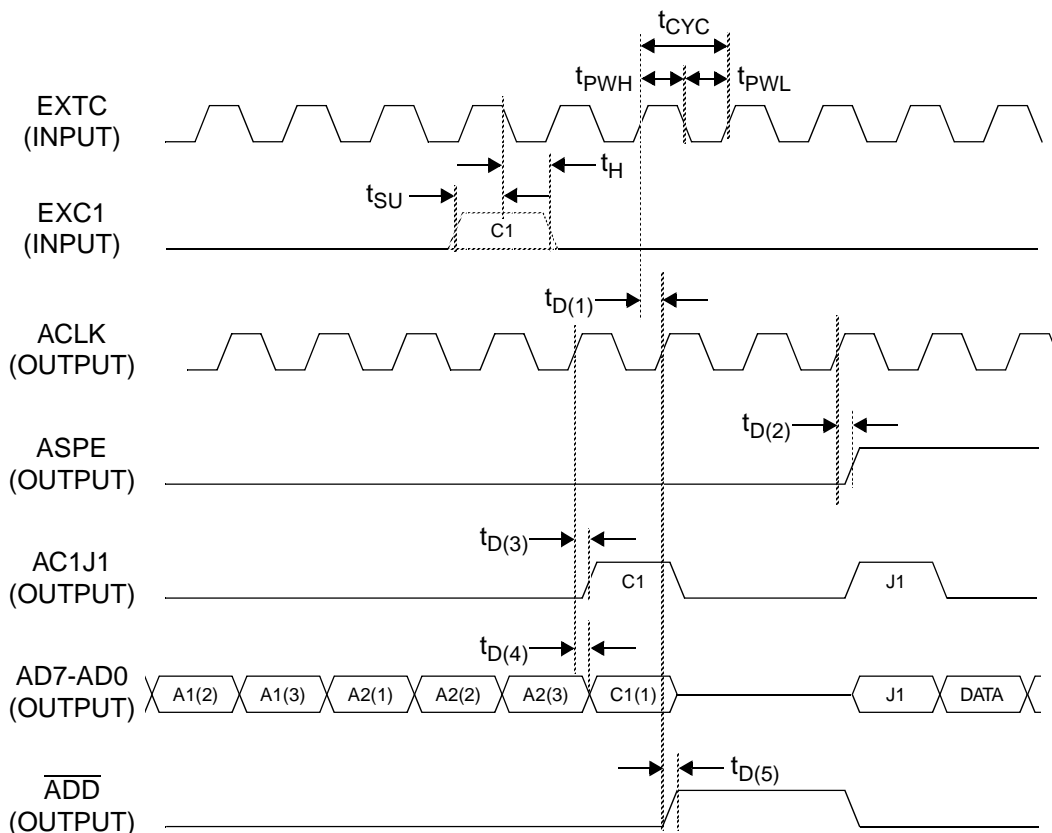 tCYC
tPWH
tPWL
EXTC
(INPUT)
tH
tSU
EXC1
(INPUT)
C1
tD(1)
ACLK
(OUTPUT)
tD(2)
ASPE
(OUTPUT)
tD(3)
AC1J1
(OUTPUT)
C1
J1
tD(4)
AD7-AD0
(OUTPUT)
A1(2)
A1(3)
A2(1)
A2(2)
A2(3)
C1(1)
J1
DATA
tD(5)
ADD
(OUTPUT)